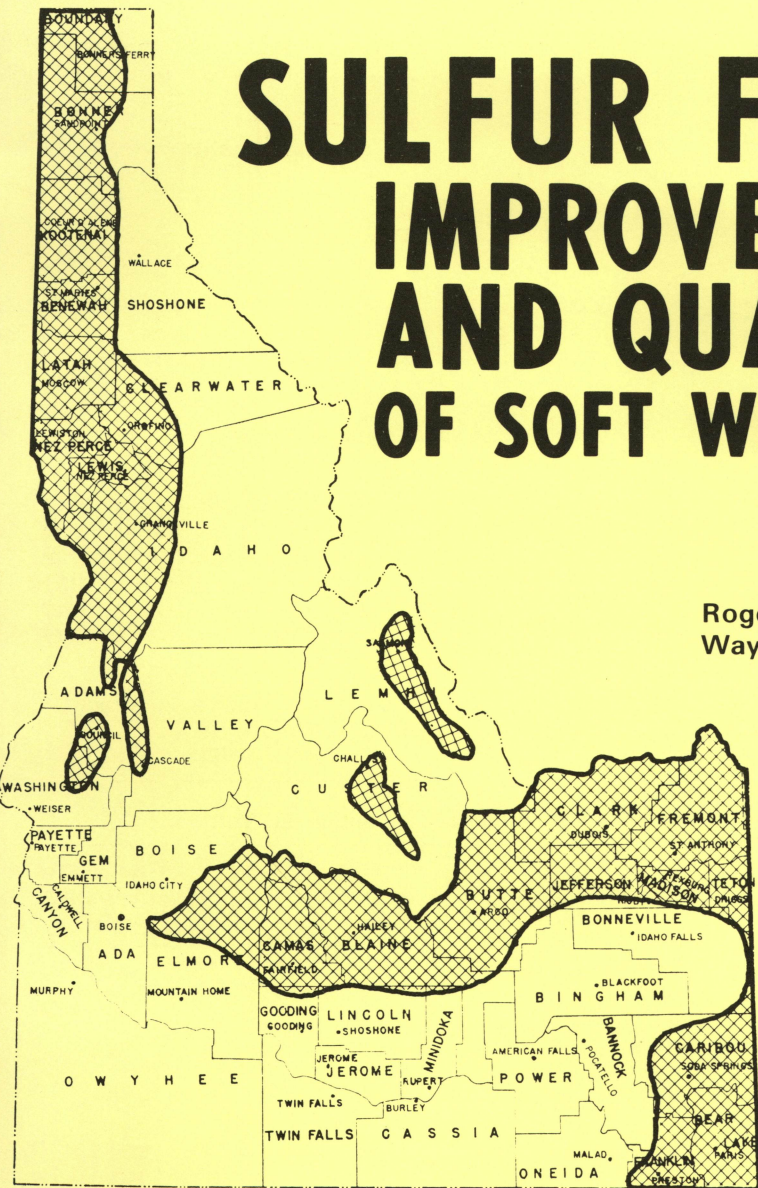 SULFUR F
IMPROVE
AND QUA
OF SOFT W
Roge
Way
BOUNDARY
BONNERS FERRY
BONNER
SANDPOINT
COEUR D'ALENE
KOOTENAI
WALLACE
ST MARIES
BENEWAH
SHOSHONE
LATAH
MOSCOW
CLEARWATER
LEWISTON
OROFINO
NEZ PERCE
LEWIS
NEZ PERCE
GRANGEVILLE
IDAHO
SALMON
ADAMS
LEMHI
VALLEY
COUNCIL
CASCADE
CHALLIS
WASHINGTON
CUSTER
WEISER
CLARK
FREMONT
DUBOIS
ST ANTHONY
PAYETTE
PAYETTE
GEM
BOISE
EMMETT
IDAHO CITY
JEFFERSON
MADISON
REXBURG
TETON
DRIGGS
BUTTE
ARCO
CANYON
CALDWELL
BOISE
BONNEVILLE
IDAHO FALLS
HAILEY
CAMAS
BLAINE
FAIRFIELD
ADA
ELMORE
MURPHY
MOUNTAIN HOME
BLACKFOOT
BINGHAM
GOODING
GOODING
LINCOLN
SHOSHONE
MINIDOKA
BANNOCK
POCATELLO
CARIBOU
SODA SPRINGS
AMERICAN FALLS
JEROME
JEROME
POWER
OWYHEE
RUPERT
TWIN FALLS
BURLEY
BEAR
LAKE
PARIS
TWIN FALLS
CASSIA
MALAD
FRANKLIN
ONEIDA
PRESTON